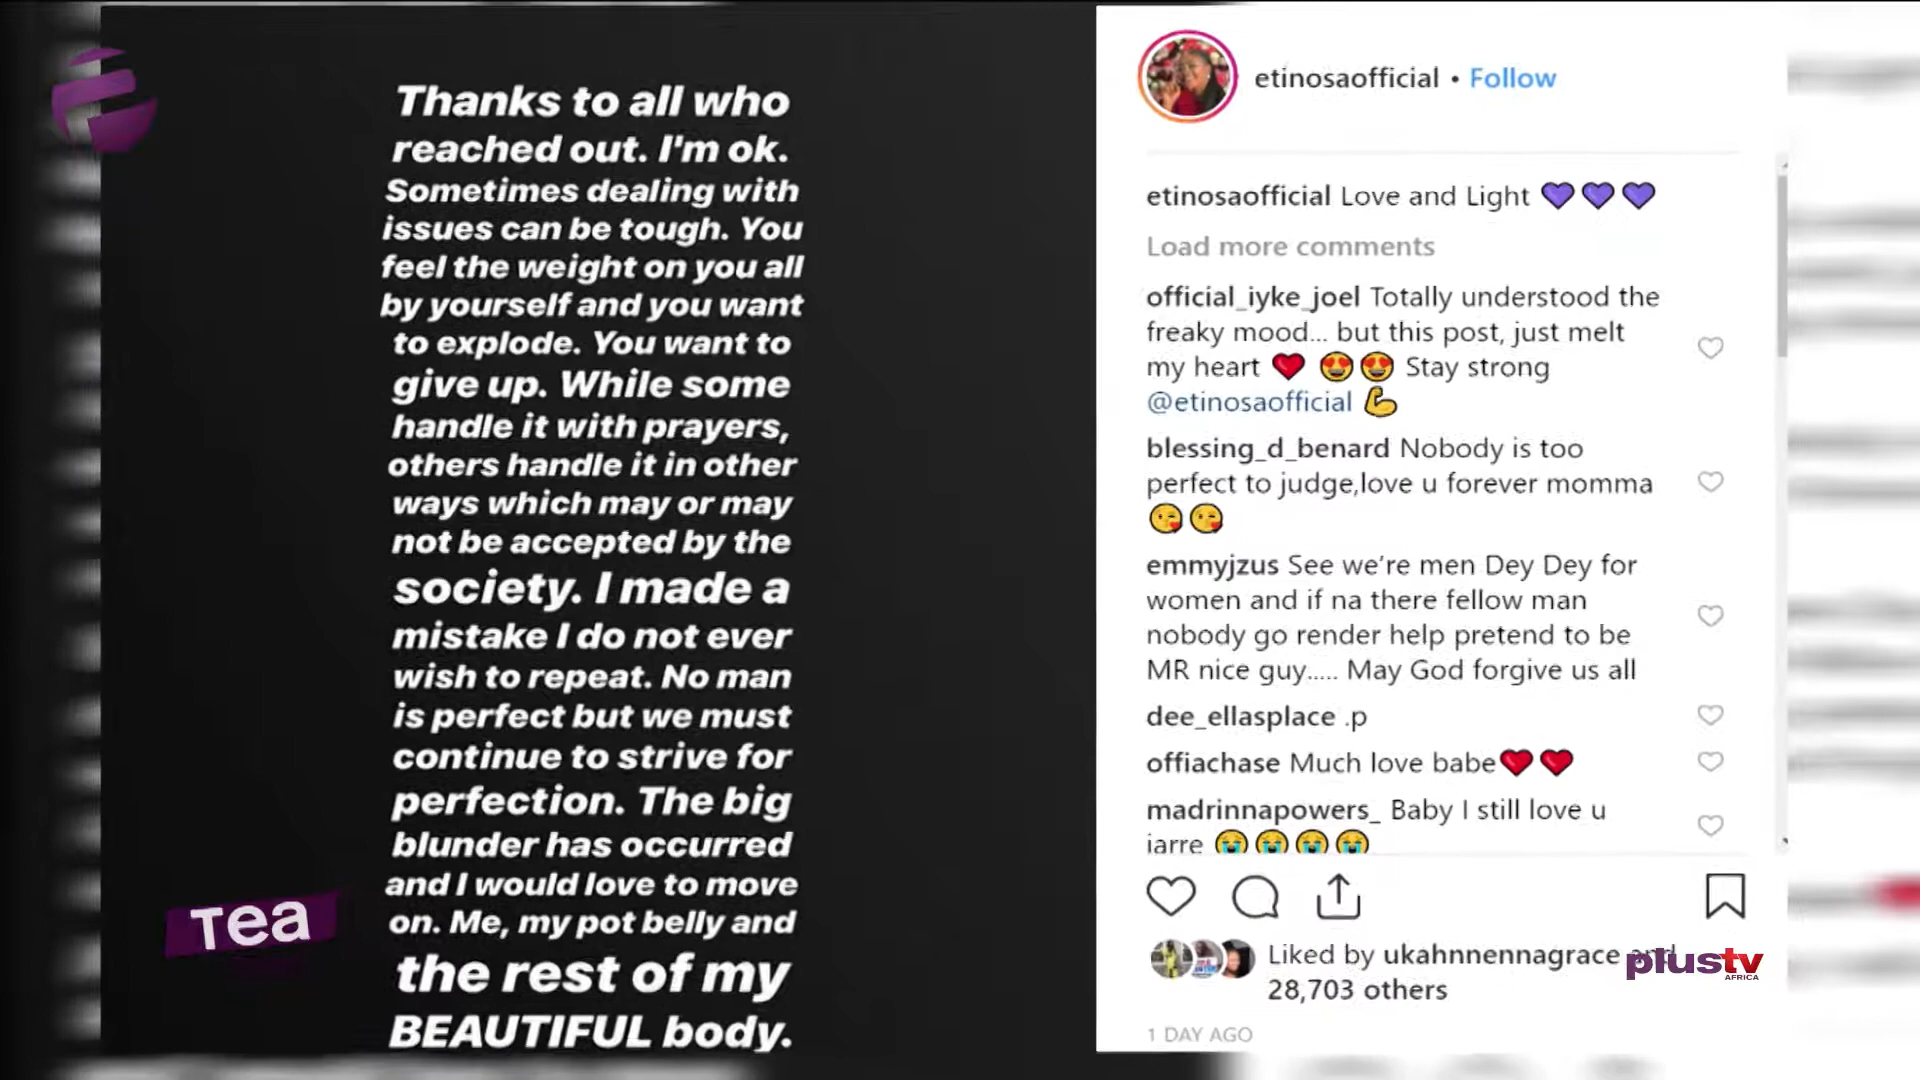 Thanks to all who
reached out. I'm ok.
Sometimes dealing with
issues can be tough. You
feel the weight on you all
by yourself and you want
to explode. You want to
give up. While some
handle it with prayers,
others handle it in other
ways which may or may
not be accepted by the
society. I made a
mistake I do not ever
wish to repeat. No man
is perfect but we must
continue to strive for
perfection. The big
blunder has occurred
and I would love to move
on. Me, my pot belly and
the rest of my
BEAUTIFUL body.
Tea
etinosaofficial • Follow
etinosaofficial Love and Light 💜💜💜
Load more comments
official_iyke_joel Totally understood the
freaky mood... but this post, just melt
my heart ❤️ 😍😍 Stay strong
@etinosaofficial 💪
blessing_d_benard Nobody is too
perfect to judge,love u forever momma
😘😘
emmyjzus See we're men Dey Dey for
women and if na there fellow man
nobody go render help pretend to be
MR nice guy..... May God forgive us all
dee_ellasplace .p
offiachase Much love babe❤️❤️
madrinnapowers_ Baby I still love u
jarre 😭😭😭😭
Liked by ukahnnennagrace and
28,703 others
1 DAY AGO
plustv
AFRICA